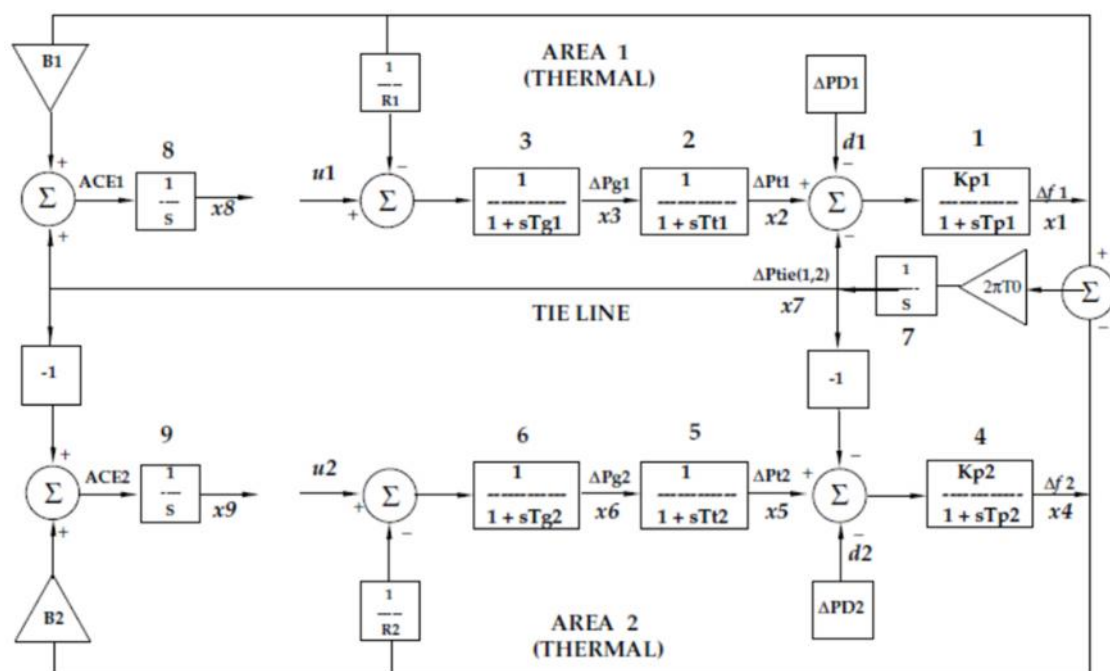 B1
AREA 1
(THERMAL)
1
R1
ΔPD1
8
3
2
d1
1
+
ACE1
Σ
+
1
s
x8
u1
−
+
Σ
1
1 + sTg1
ΔPg1
x3
1
1 + sTt1
ΔPt1
x2
+
−
Σ
−
Kp1
1 + sTp1
Δf 1
x1
ΔPtie(1,2)
x7
1
s
7
2πT0
+
Σ
−
TIE LINE
-1
-1
9
6
5
4
+
ACE2
Σ
+
1
s
x9
u2
+
Σ
−
1
1 + sTg2
ΔPg2
x6
1
1 + sTt2
ΔPt2
x5
+
−
Σ
−
d2
Kp2
1 + sTp2
Δf 2
x4
B2
1
R2
ΔPD2
AREA 2
(THERMAL)